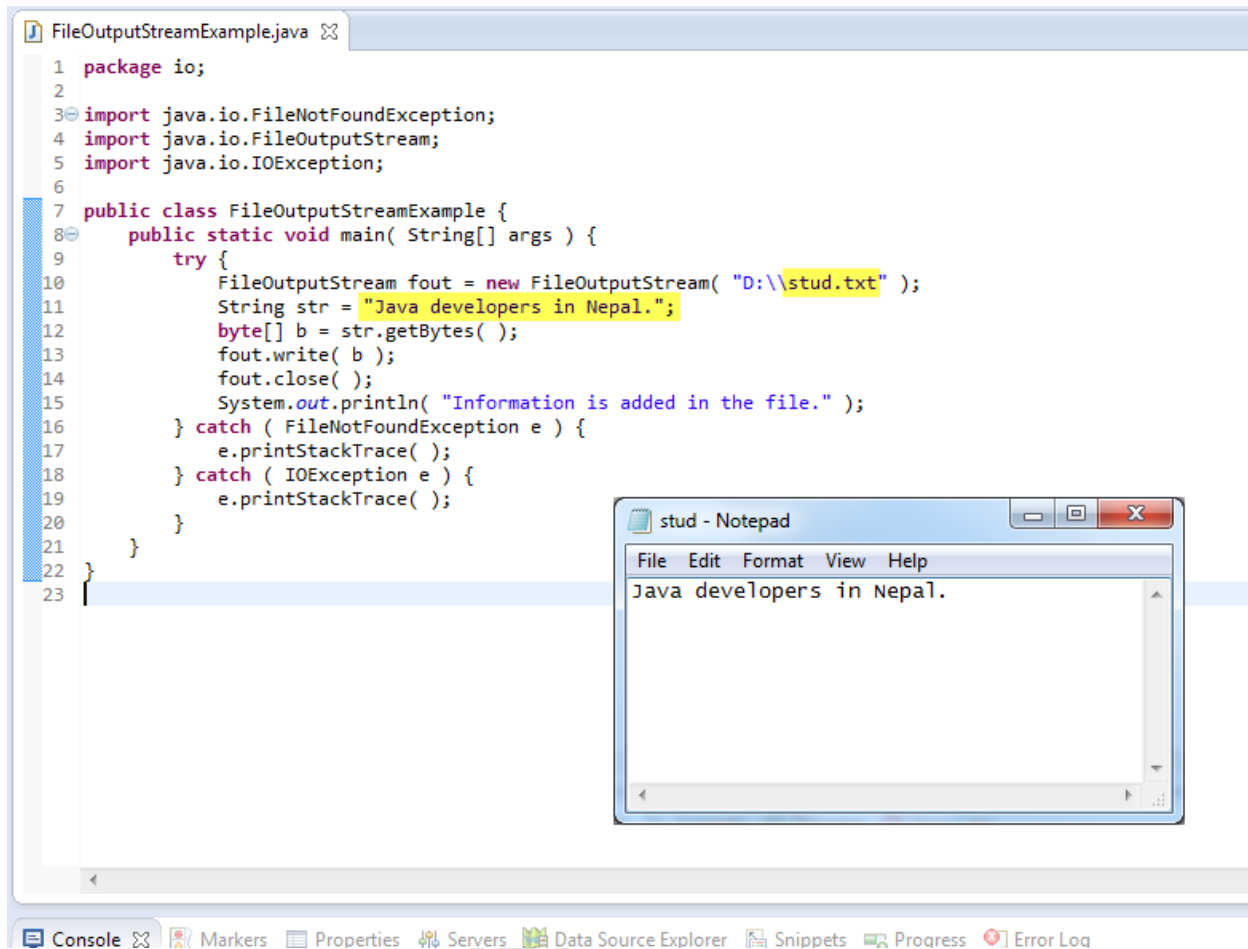 FileOutputStreamExample.java
1 package io;
2
3 import java.io.FileNotFoundException;
4 import java.io.FileOutputStream;
5 import java.io.IOException;
6
7 public class FileOutputStreamExample {
8     public static void main( String[] args ) {
9         try {
10             FileOutputStream fout = new FileOutputStream( "D:\\stud.txt" );
11             String str = "Java developers in Nepal.";
12             byte[] b = str.getBytes( );
13             fout.write( b );
14             fout.close( );
15             System.out.println( "Information is added in the file." );
16         } catch ( FileNotFoundException e ) {
17             e.printStackTrace( );
18         } catch ( IOException e ) {
19             e.printStackTrace( );
20         }
21     }
22 }
23
stud - Notepad
File Edit Format View Help
Java developers in Nepal.
Console Markers Properties Servers Data Source Explorer Snippets Progress Error Log